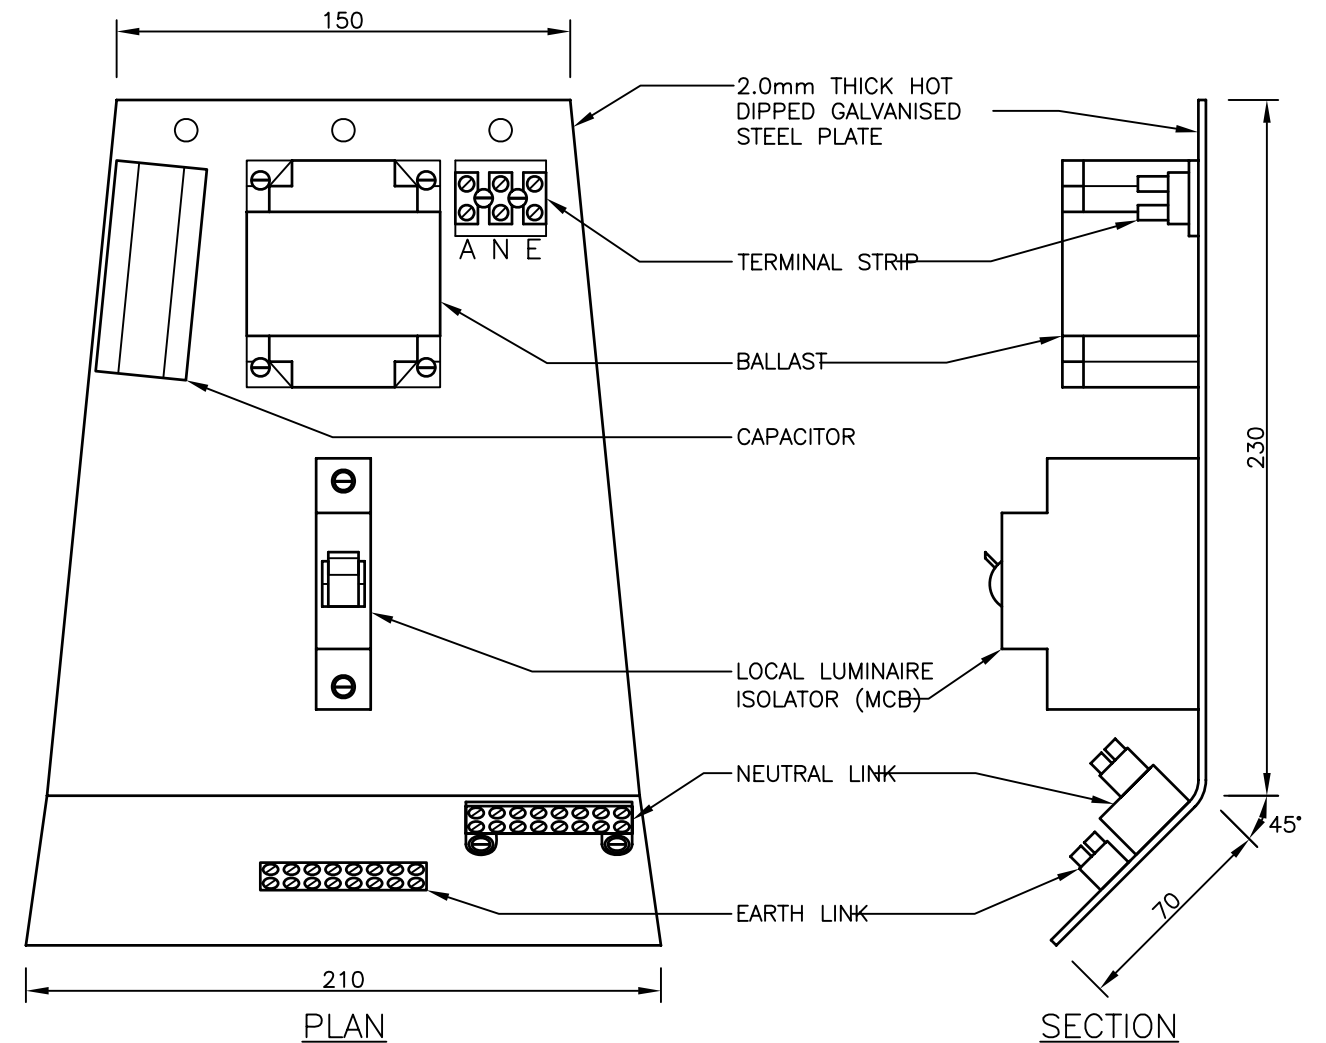 150
2.0mm THICK HOT
DIPPED GALVANISED
STEEL PLATE
A N E
TERMINAL STRIP
BALLAST
CAPACITOR
230
LOCAL LUMINAIRE
ISOLATOR (MCB)
NEUTRAL LINK
45°
EARTH LINK
70
210
PLAN
SECTION